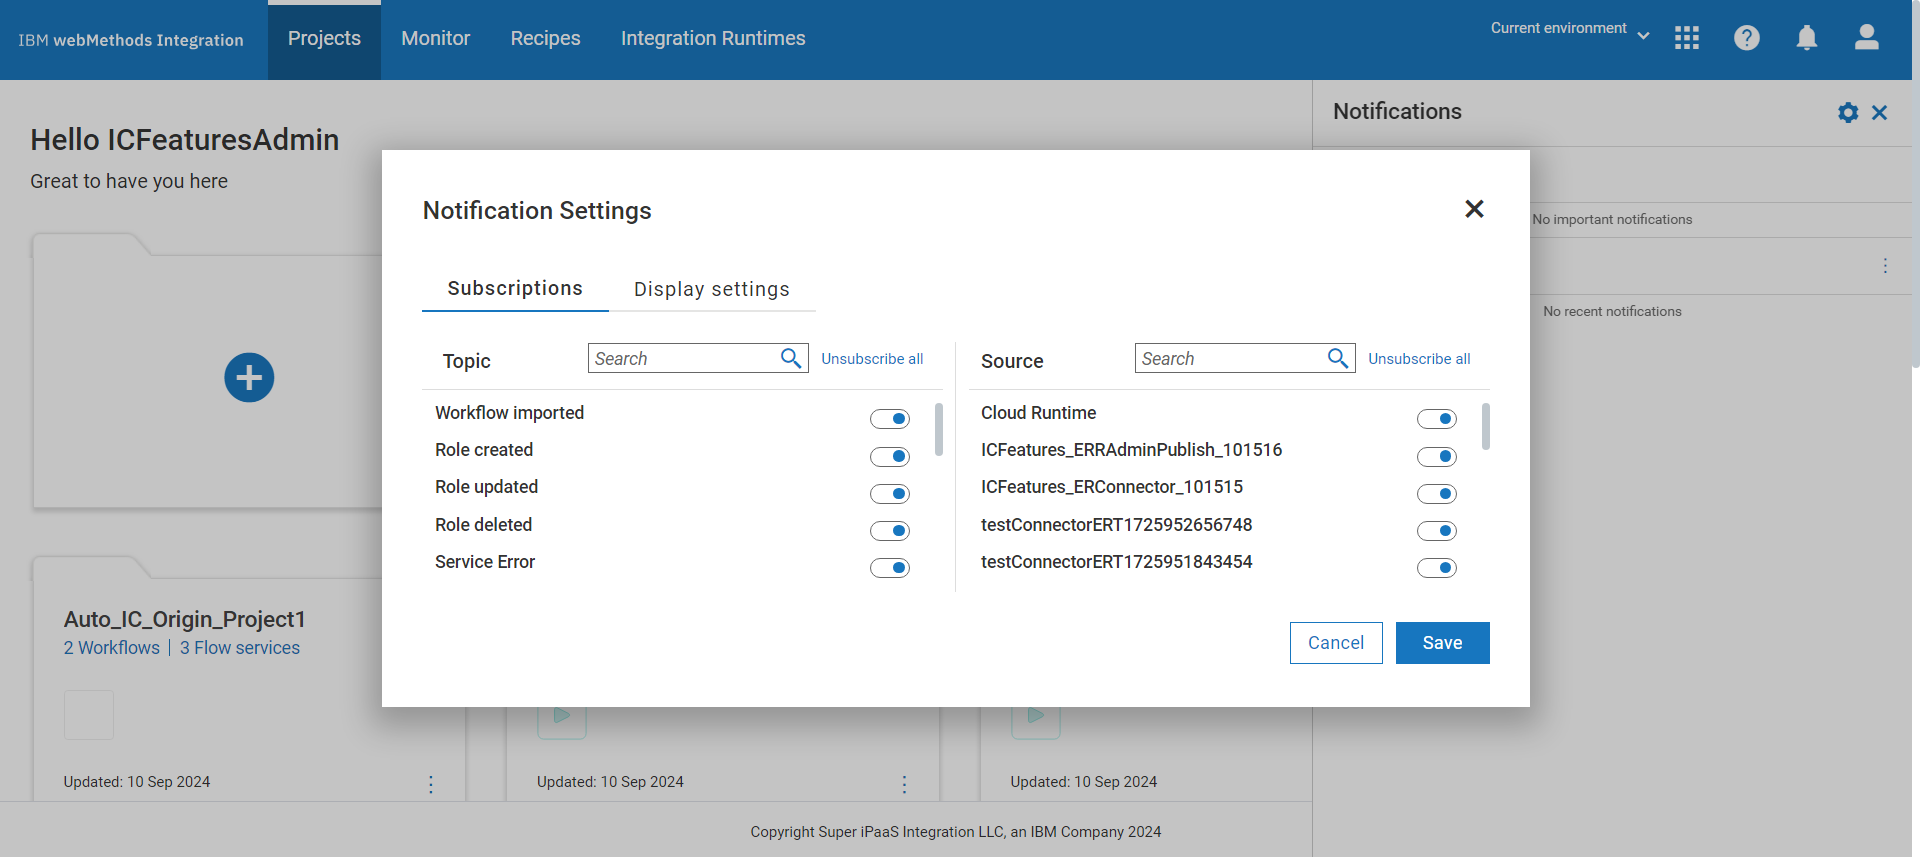 IBM webMethods Integration
Projects
Monitor
Recipes
Integration Runtimes
Current environment
Hello ICFeaturesAdmin
Great to have you here
Notifications
No important notifications
No recent notifications
Notification Settings
Subscriptions
Display settings
Topic
Search
Unsubscribe all
Workflow imported
Role created
Role updated
Role deleted
Service Error
Source
Search
Unsubscribe all
Cloud Runtime
ICFeatures_ERRAdminPublish_101516
ICFeatures_ERConnector_101515
testConnectorERT1725952656748
testConnectorERT1725951843454
Cancel
Save
Auto_IC_Origin_Project1
2 Workflows | 3 Flow services
Updated: 10 Sep 2024
Updated: 10 Sep 2024
Updated: 10 Sep 2024
Copyright Super iPaaS Integration LLC, an IBM Company 2024